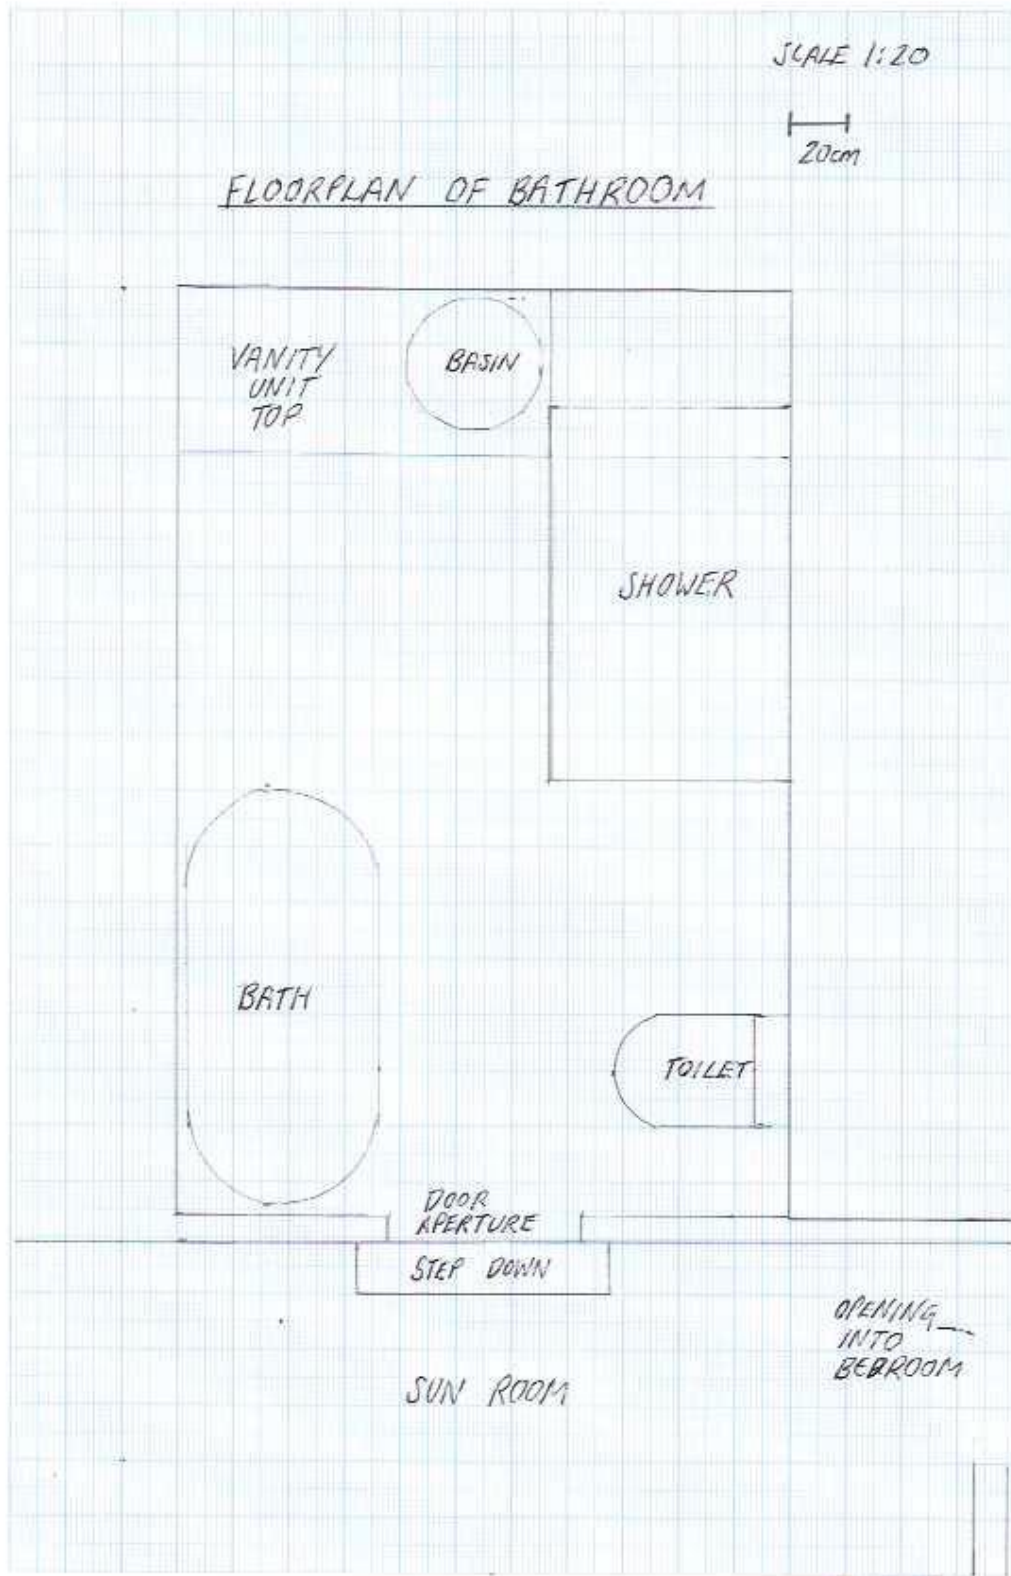 SCALE 1:20
20cm
FLOORPLAN OF BATHROOM
VANITY
UNIT
TOP
BASIN
SHOWER
BATH
TOILET
DOOR
APERTURE
STEP DOWN
SUN ROOM
OPENING
INTO
BEDROOM